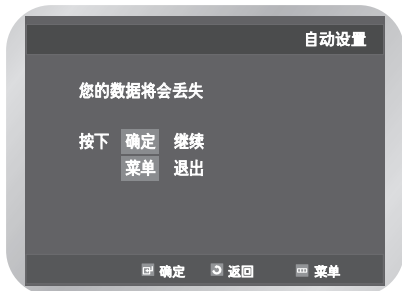 自动设置
您的数据将会丢失
按下 确定 继续
菜单 退出
确定 返回 菜单